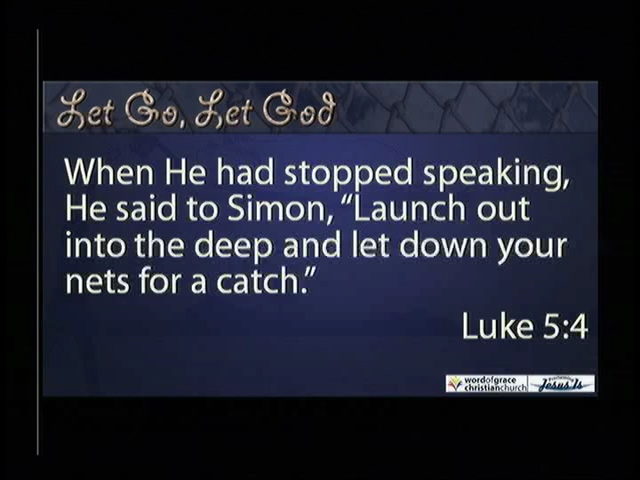 Let Go, Let God
When He had stopped speaking,
He said to Simon, “Launch out
into the deep and let down your
nets for a catch.”
Luke 5:4
wordofgrace
christianchurch
Jesus Is